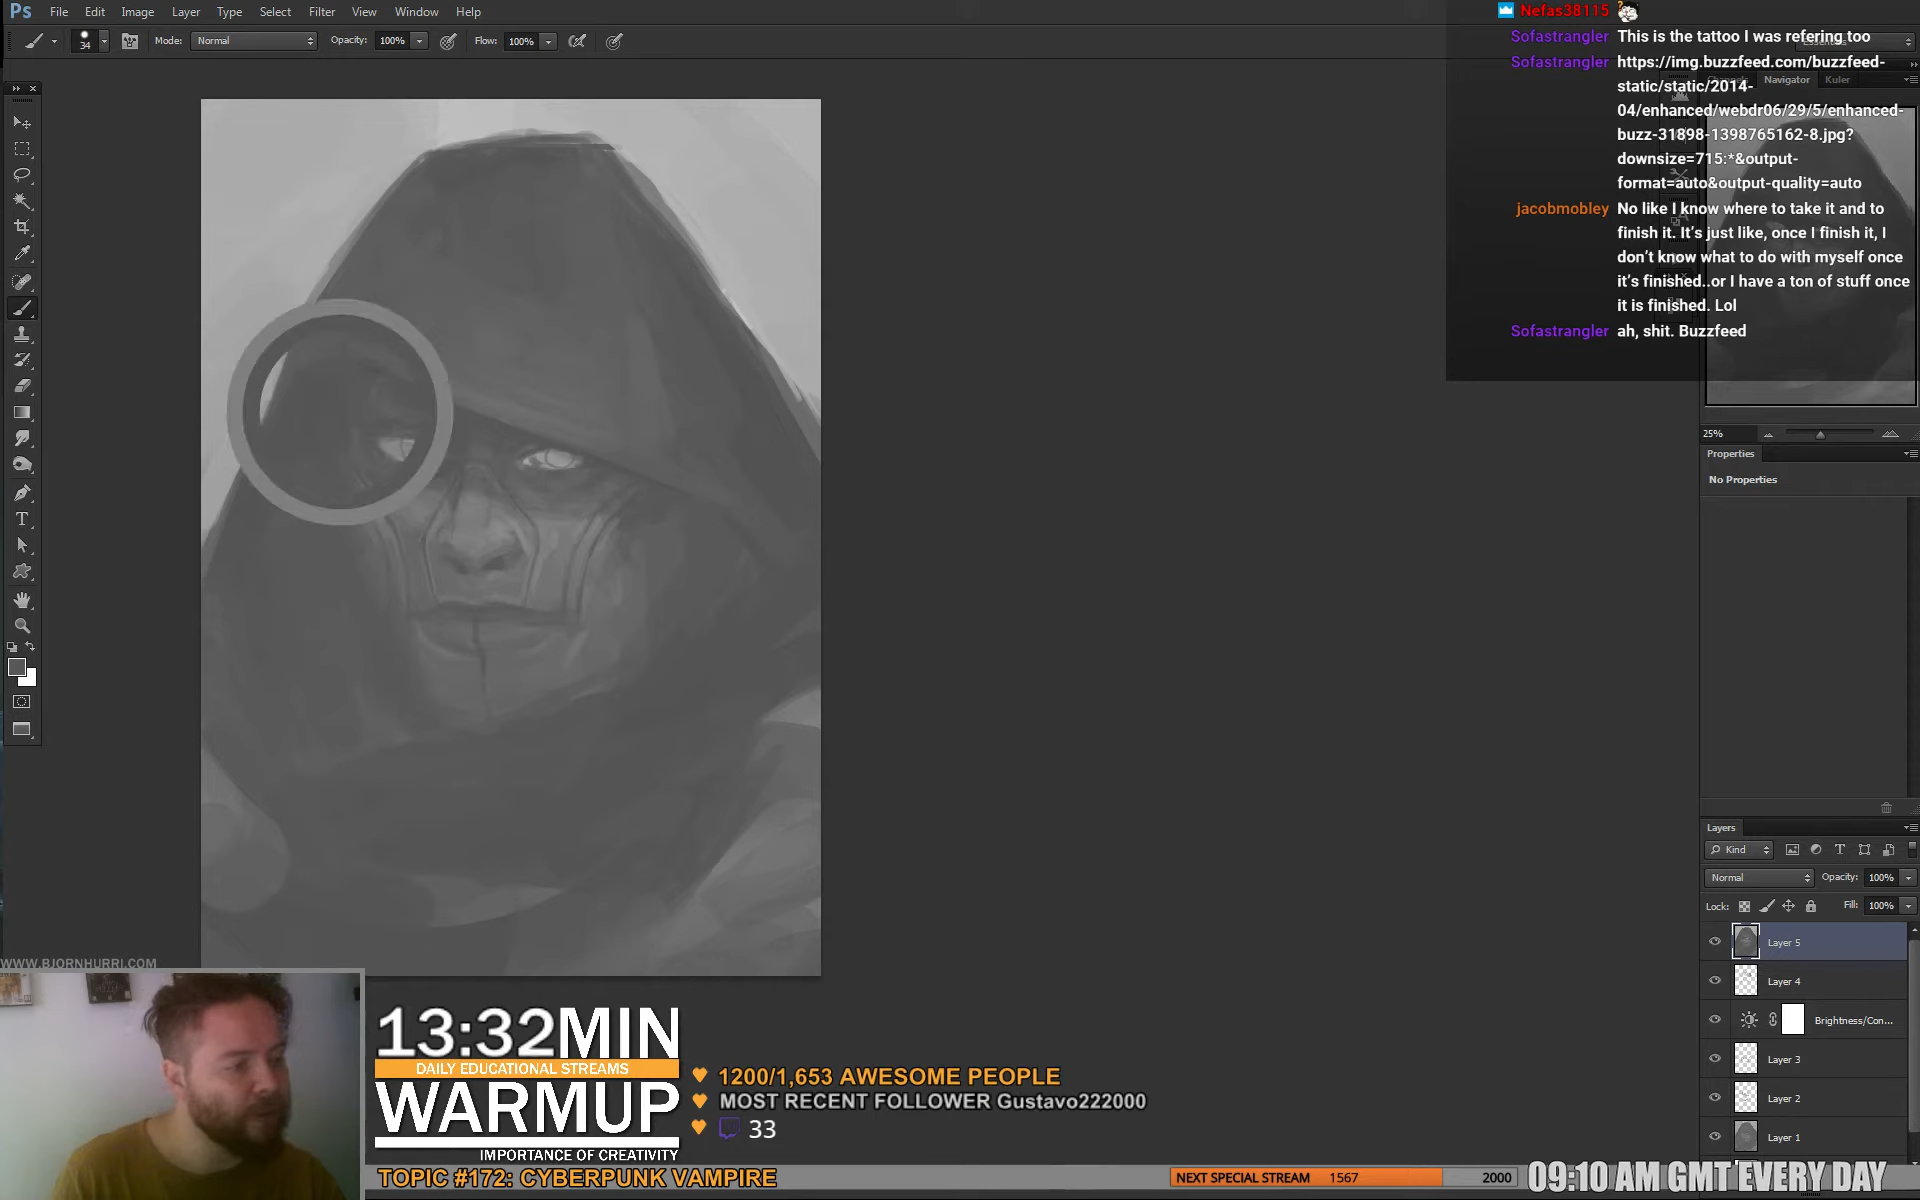 Ps File Edit Image Layer Type Select Filter View Window Help
34 Mode: Normal Opacity: 100% Flow: 100%
Nefas38115
Sofastrangler This is the tattoo I was refering too
Sofastrangler https://img.buzzfeed.com/buzzfeed-
static/static/2014-
04/enhanced/webdr06/29/5/enhanced-
buzz-31898-1398765162-8.jpg?
downsize=715:*&output-
format=auto&output-quality=auto
jacobmobley No like I know where to take it and to
finish it. It's just like, once I finish it, I
don't know what to do with myself once
it's finished..or I have a ton of stuff once
it is finished. Lol
Sofastrangler ah, shit. Buzzfeed
Navigator Kuler
25%
Properties
No Properties
Layers
Kind
Normal Opacity: 100%
Lock: Fill: 100%
Layer 5
Layer 4
Brightness/Con...
Layer 3
Layer 2
Layer 1
WWW.BJORNHURRI.COM
13:32MIN
DAILY EDUCATIONAL STREAMS
WARMUP
IMPORTANCE OF CREATIVITY
1200/1,653 AWESOME PEOPLE
MOST RECENT FOLLOWER Gustavo222000
33
TOPIC #172: CYBERPUNK VAMPIRE
NEXT SPECIAL STREAM 1567 2000
09:10 AM GMT EVERY DAY